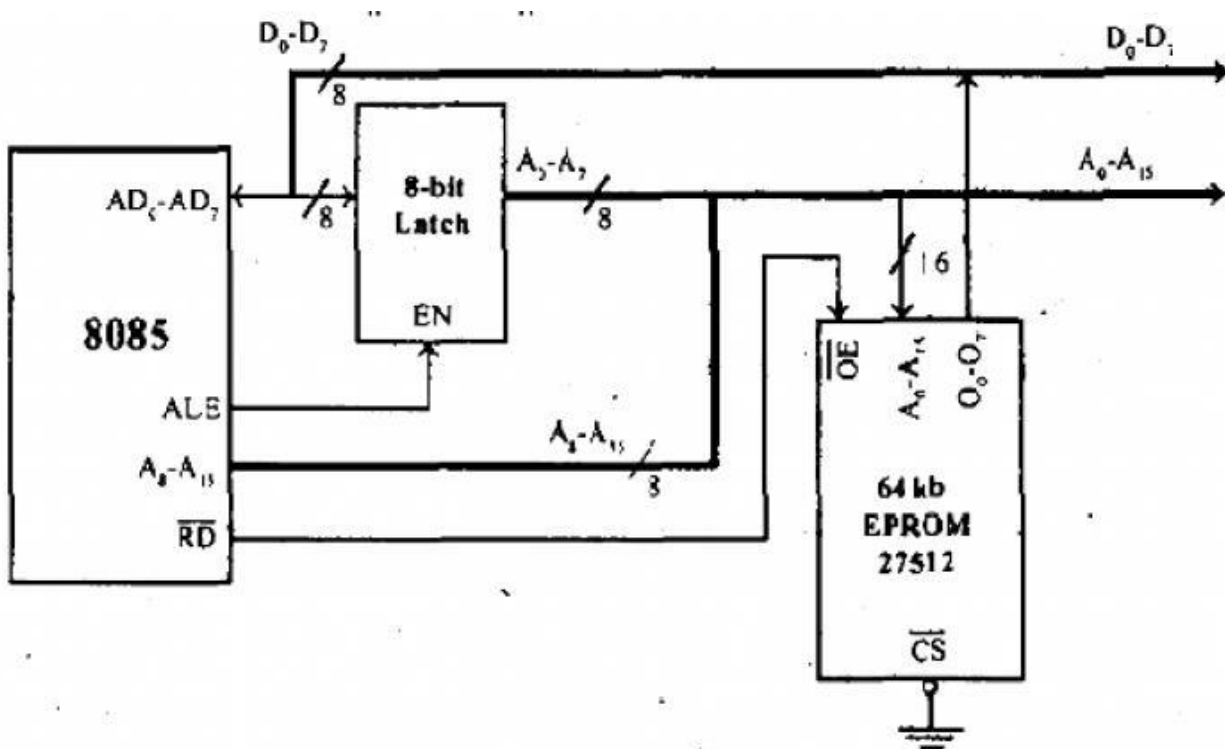 D₀-D₇
D₀-D₇
8
AD₀-AD₇
8
8-bit
Latch
A₀-A₇
8
A₀-A₁₅
16
8085
EN
OE
A₀-A₁₅
O₀-O₇
ALE
A₈-A₁₅
A₈-A₁₅
8
RD
64 kb
EPROM
27512
CS